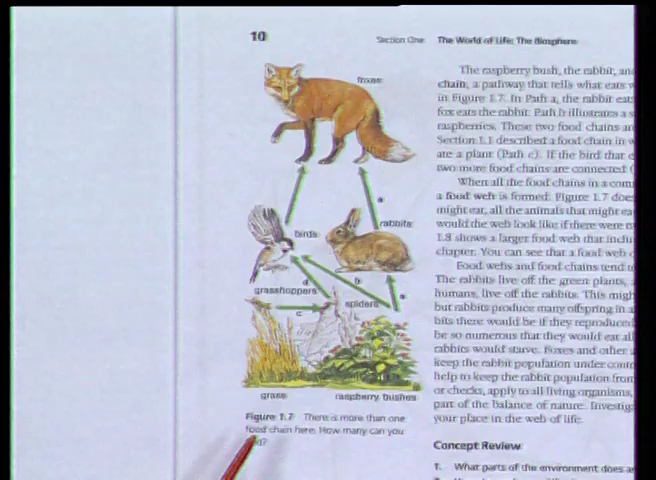 10
Section One The World of Life: The Biosphere
foxes
a
rabbits
birds
d
b
grasshoppers
spiders
a
c
grass raspberry bushes
Figure 1.7 There is more than one
food chain here. How many can you
The raspberry bush, the rabbit, and
chain, a pathway that tells what eats
in Figure 1.7. In Path a, the rabbit eats
fox eats the rabbit. Path b illustrates a
raspberries. These two food chains
Section 1.1 described a food chain in
ate a plant (Path c). If the bird that
two more food chains are connected
When all the food chains in a
a food web is formed. Figure 1.7
might eat, all the animals that might
would the web look like if there were
1.8 shows a larger food web that
chapter. You can see that a food web
Food webs and food chains tend
The rabbits live off the green plants,
humans, live off the rabbits. This
but rabbits produce many offspring in a
bits there would be if they reproduced
be so numerous that they would eat all
rabbits would starve. Foxes and other
keep the rabbit population under
help to keep the rabbit population from
or checks, apply to all living organisms,
part of the balance of nature.
your place in the web of life.
Concept Review
1. What parts of the environment does